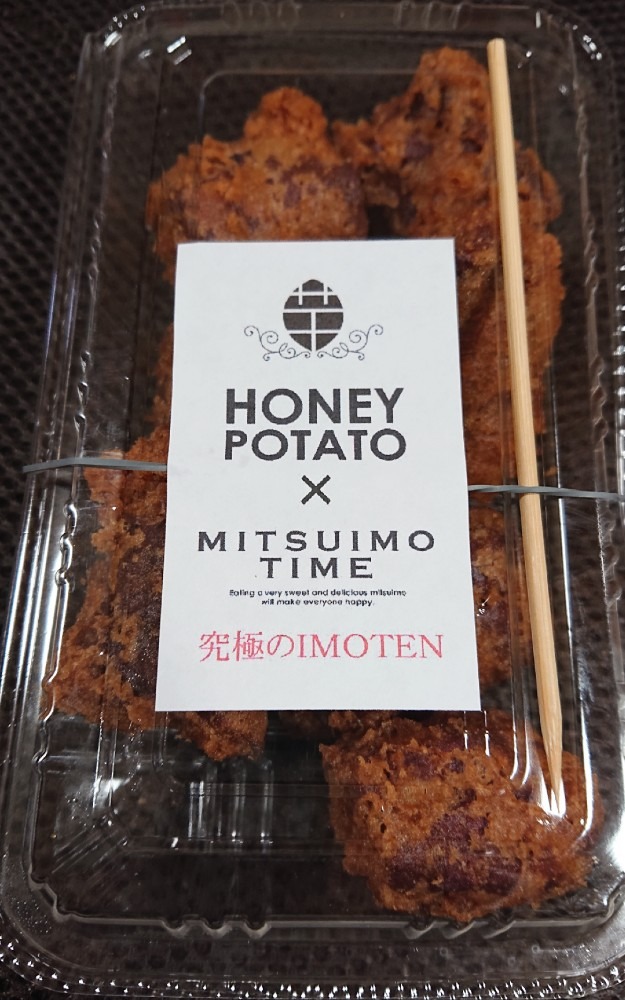 HONEY
POTATO
×
MITSUIMO
TIME
Eating a very sweet and delicious mitsuimo
will make everyone happy.
究極のIMOTEN